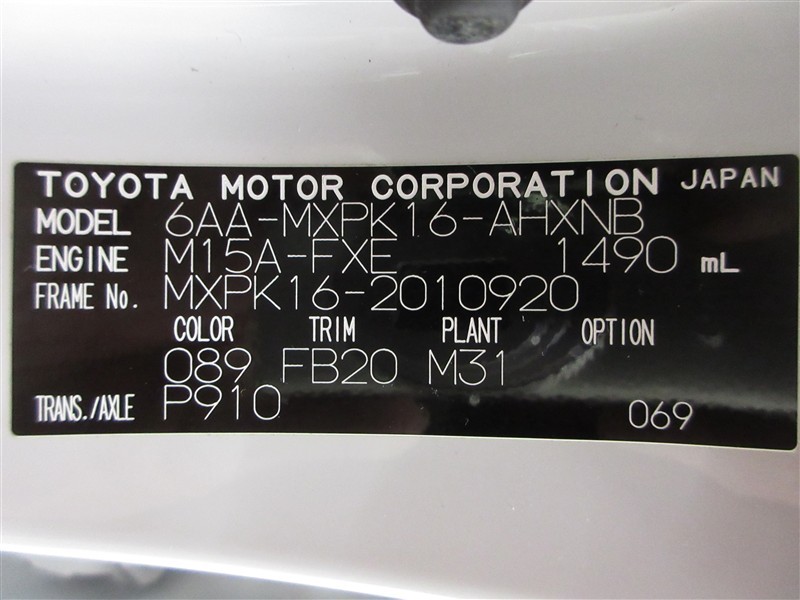 TOYOTA MOTOR CORPORATION JAPAN
MODEL 6AA-MXPK16-AHXNB
ENGINE M15A-FXE 1490 mL
FRAME No. MXPK16-2010920
COLOR TRIM PLANT OPTION
089 FB20 M31
TRANS./AXLE P910 069